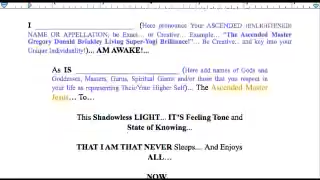 I ____________________ (Here pronounce Your ASCENDED (ENLIGHTENED)
NAME OR APPELLATION; be Exact... or Creative... Example... "The Ascended Master
Gregory Donald Brinkley Living Super-Yogi Brilliance!"... Be Creative... and key into your
Unique Individuality!)... AM AWAKE!...
As IS ____________________ (Here add names of Gods and
Goddesses, Masters, Gurus, Spiritual Giants and/or those that you respect in
your life as representing Their/Your Higher Self)... The Ascended Master
Jesus... To...
This Shadowless LIGHT... IT'S Feeling Tone and
State of Knowing...
THAT I AM THAT NEVER Sleeps... And Enjoys
ALL...
NOW